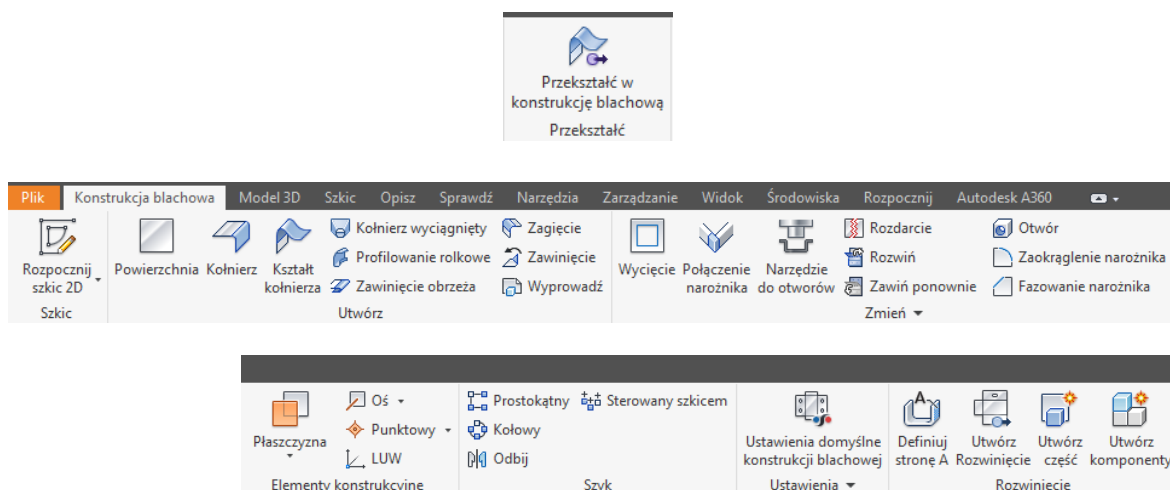 Przekształć w
konstrukcję blachową
Przekształć
Plik Konstrukcja blachowa Model 3D Szkic Opisz Sprawdź Narzędzia Zarządzanie Widok Środowiska Rozpocznij Autodesk A360
Rozpocznij
szkic 2D
Szkic
Powierzchnia
Kołnierz
Kształt
kołnierza
Kołnierz wyciągnięty
Profilowanie rolkowe
Zawinięcie obrzeża
Zagięcie
Zawinięcie
Wyprowadź
Utwórz
Wycięcie
Połączenie
narożnika
Narzędzie
do otworów
Rozdarcie
Rozwiń
Zawiń ponownie
Otwór
Zaokrąglenie narożnika
Fazowanie narożnika
Zmień
Płaszczyzna
Oś
Punktowy
LUW
Elementy konstrukcyjne
Prostokątny
Kołowy
Odbij
Sterowany szkicem
Szyk
Ustawienia domyślne
konstrukcji blachowej
Ustawienia
Definiuj
stronę A
Utwórz
Rozwinięcie
Utwórz
część
Utwórz
komponenty
Rozwinięcie